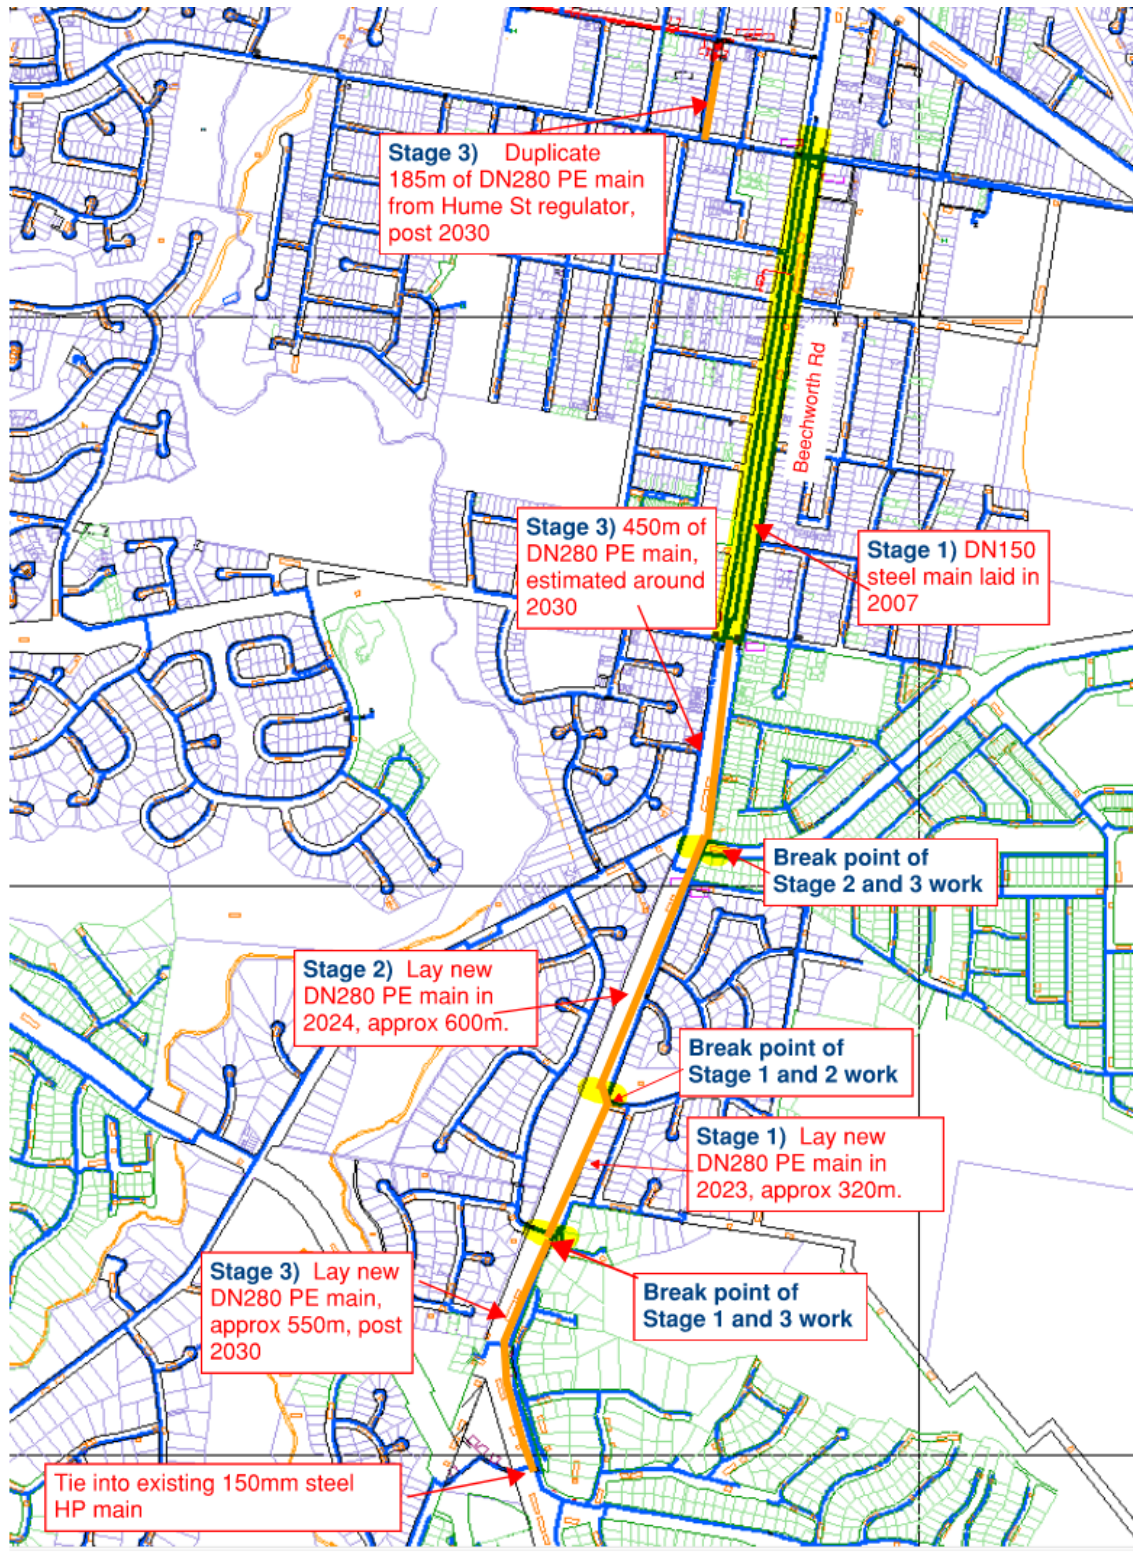 Stage 3) Duplicate
185m of DN280 PE main
from Hume St regulator,
post 2030
Beechworth Rd
Stage 3) 450m of
DN280 PE main,
estimated around
2030
Stage 1) DN150
steel main laid in
2007
Break point of
Stage 2 and 3 work
Stage 2) Lay new
DN280 PE main in
2024, approx 600m.
Break point of
Stage 1 and 2 work
Stage 1) Lay new
DN280 PE main in
2023, approx 320m.
Stage 3) Lay new
DN280 PE main,
approx 550m, post
2030
Break point of
Stage 1 and 3 work
Tie into existing 150mm steel
HP main